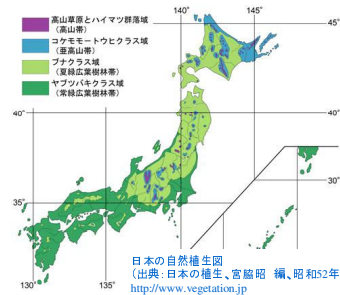 140°
145°
高山草原とハイマツ群落域
(高山帯)
コケモモートウヒクラス域
(亜高山帯)
ブナクラス域
(夏緑広葉樹林帯)
ヤブツバキクラス域
(常緑広葉樹林帯)
45°
40°
40°
35°
30°
130°
135°
日本の自然植生図
(出典:日本の植生、宮脇昭 編、昭和52年
http://www.vegetation.jp